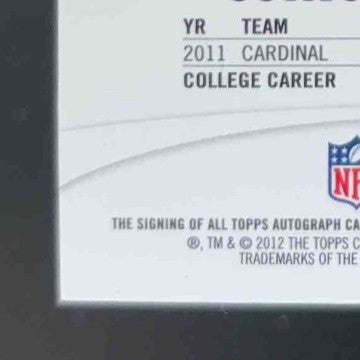 YR TEAM
2011 CARDINAL
COLLEGE CAREER
THE SIGNING OF ALL TOPPS AUTOGRAPH CA
®, TM & © 2012 THE TOPPS C
TRADEMARKS OF THE